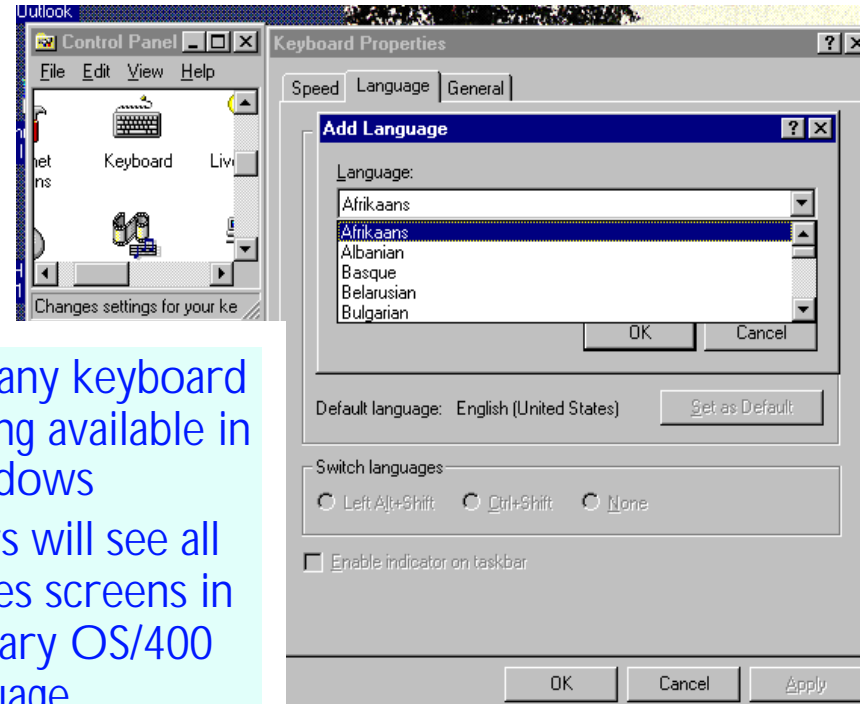 Outlook
Control Panel
File Edit View Help
Keyboard
Changes settings for your ke
Keyboard Properties
Speed Language General
Add Language
Language:
Afrikaans
Afrikaans
Albanian
Basque
Belarusian
Bulgarian
OK Cancel
Default language: English (United States) Set as Default
Switch languages
Left Alt+Shift Ctrl+Shift None
Enable indicator on taskbar
OK Cancel Apply
any keyboard
ng available in
dows
s will see all
es screens in
ary OS/400
uage